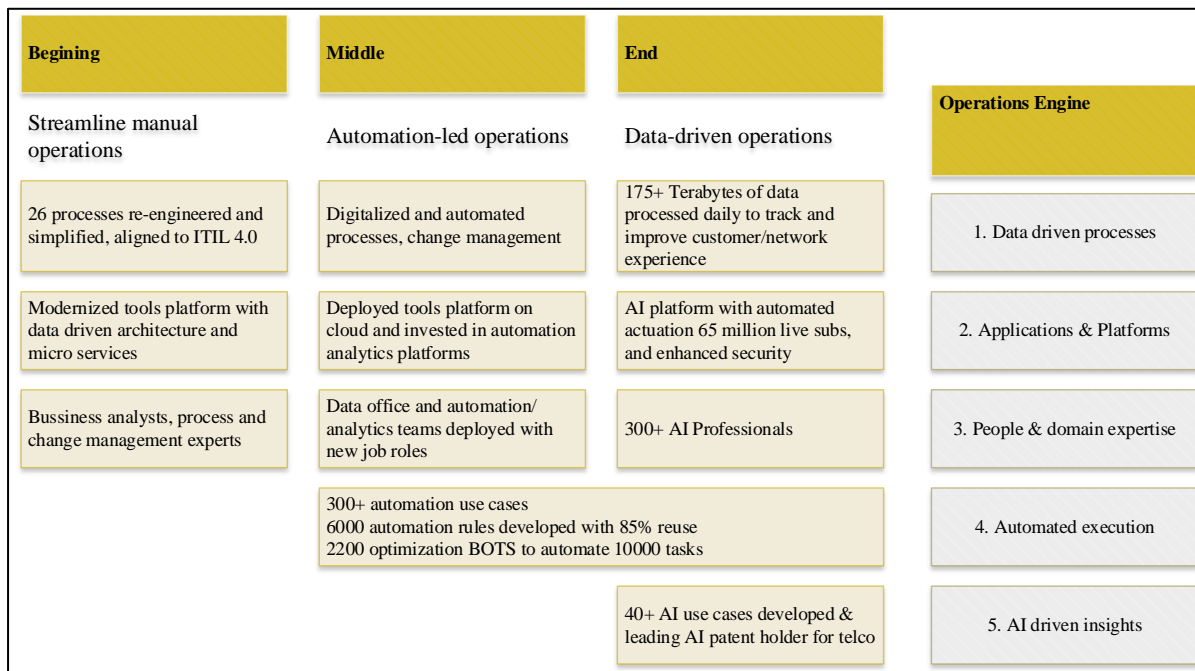 Begining
Middle
End
Operations Engine
Streamline manual
operations
Automation-led operations
Data-driven operations
26 processes re-engineered and
simplified, aligned to ITIL 4.0
Digitalized and automated
processes, change management
175+ Terabytes of data
processed daily to track and
improve customer/network
experience
1. Data driven processes
Modernized tools platform with
data driven architecture and
micro services
Deployed tools platform on
cloud and invested in automation
analytics platforms
AI platform with automated
actuation 65 million live subs,
and enhanced security
2. Applications & Platforms
Bussiness analysts, process and
change management experts
Data office and automation/
analytics teams deployed with
new job roles
300+ AI Professionals
3. People & domain expertise
300+ automation use cases
6000 automation rules developed with 85% reuse
2200 optimization BOTS to automate 10000 tasks
4. Automated execution
40+ AI use cases developed &
leading AI patent holder for telco
5. AI driven insights